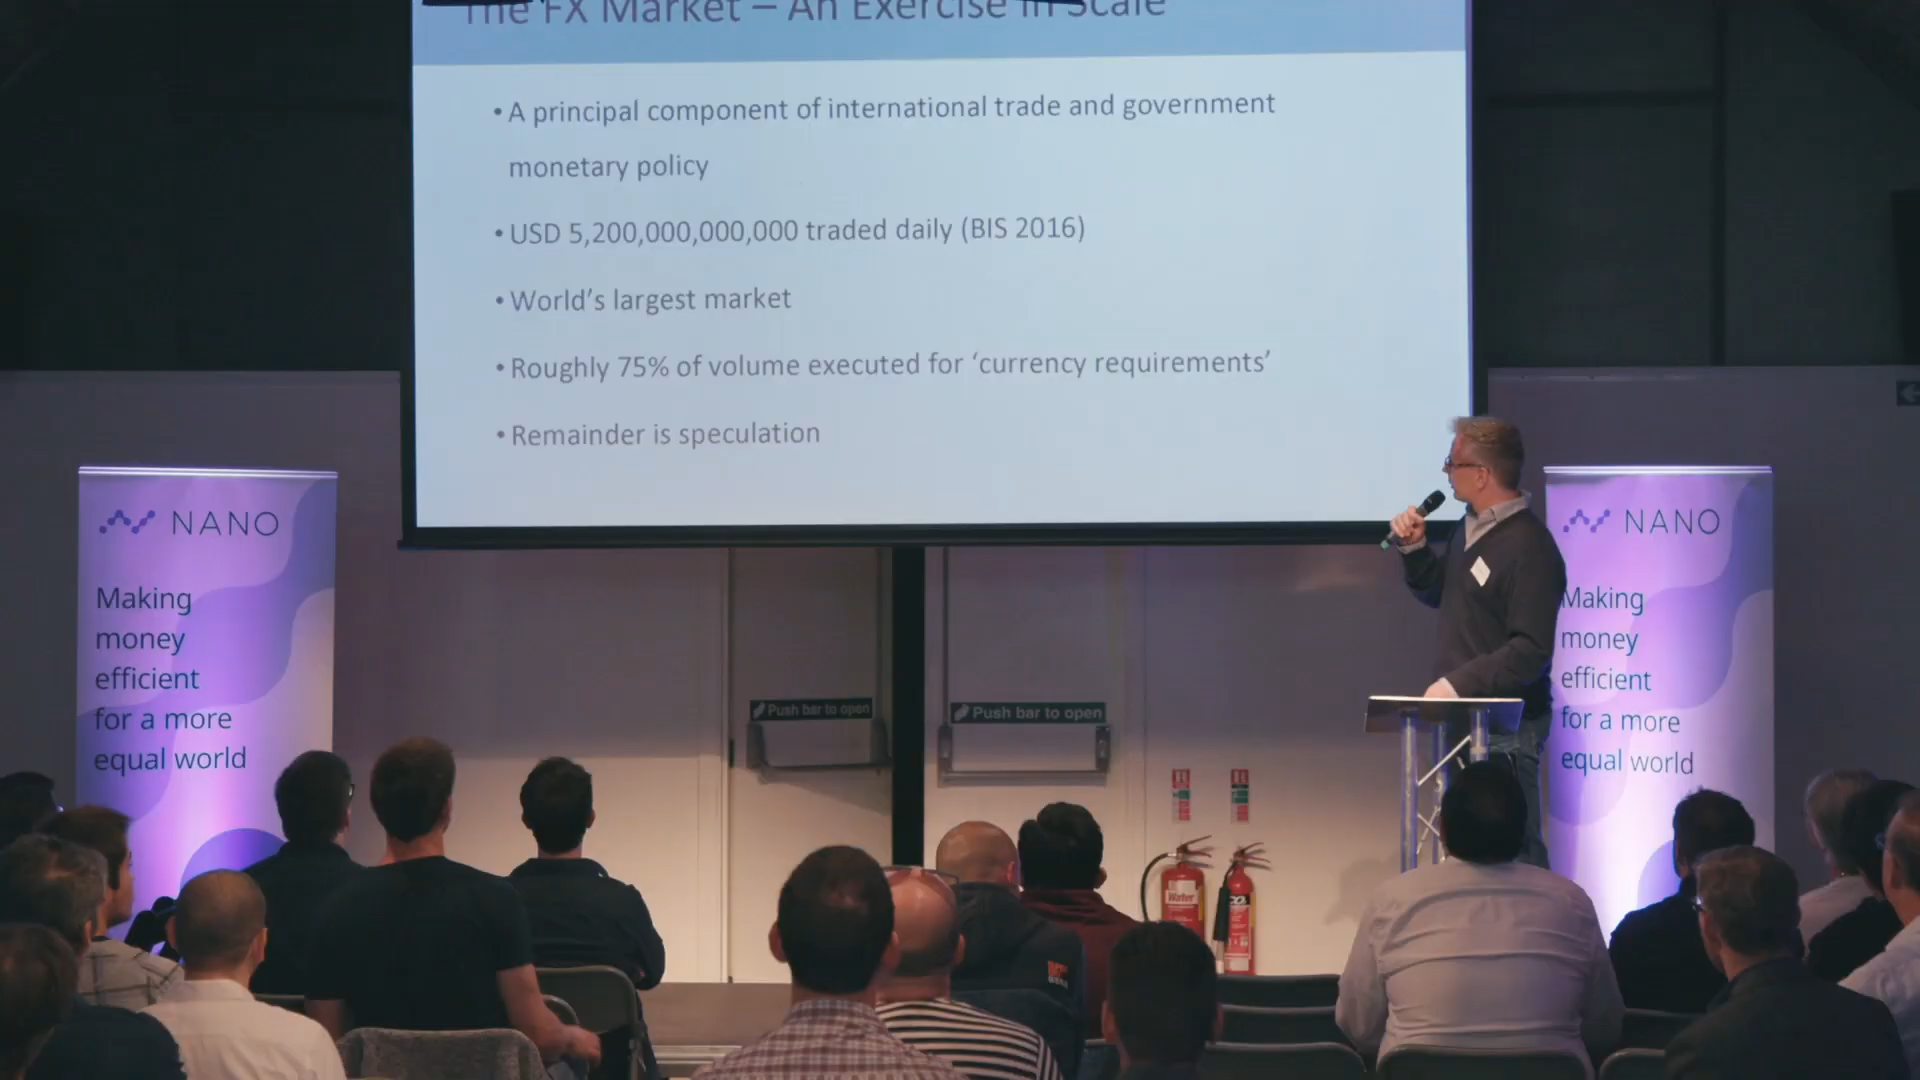 The FX Market – An Exercise in Scale
• A principal component of international trade and government
monetary policy
• USD 5,200,000,000,000 traded daily (BIS 2016)
• World's largest market
• Roughly 75% of volume executed for ‘currency requirements’
• Remainder is speculation
NANO
Making
money
efficient
for a more
equal world
NANO
Making
money
efficient
for a more
equal world
Push bar to open
Push bar to open
Water